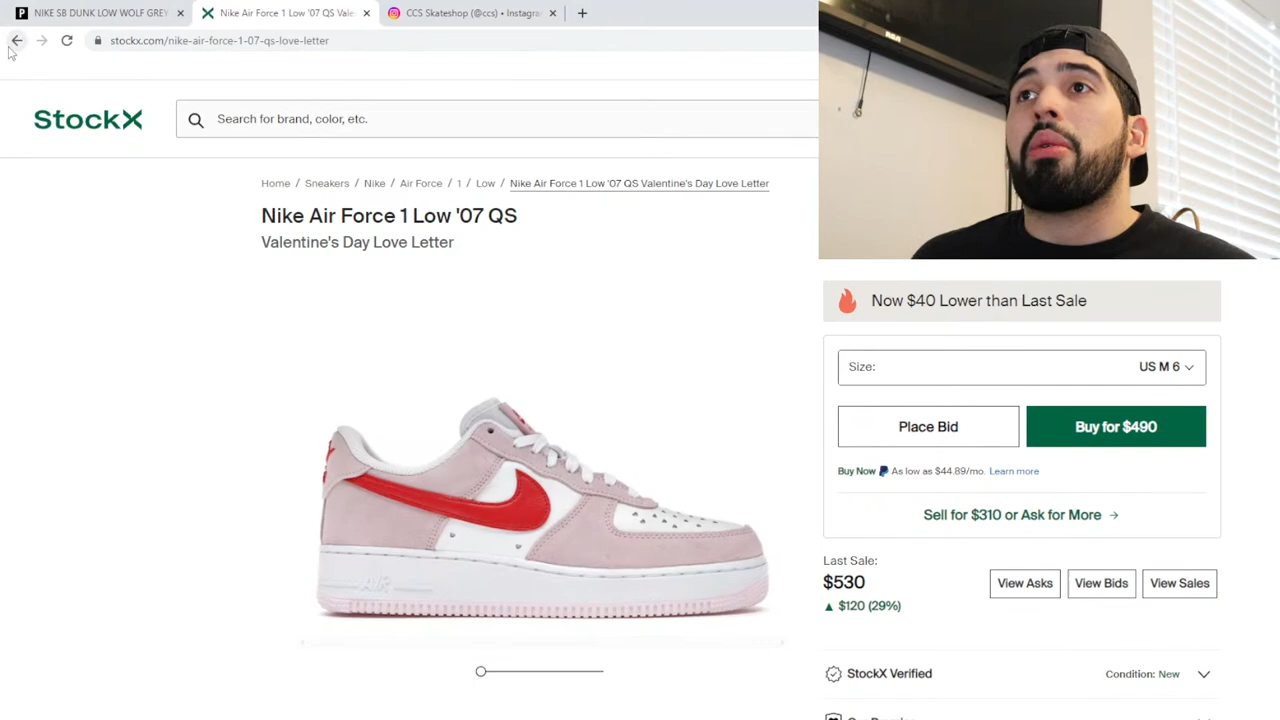 P NIKE SB DUNK LOW WOLF GREY
Nike Air Force 1 Low '07 QS Vale
CCS Skateshop (@ccs) • Instagra
stockx.com/nike-air-force-1-07-qs-love-letter
RCA
StockX
Search for brand, color, etc.
Home / Sneakers / Nike / Air Force / 1 / Low / Nike Air Force 1 Low '07 QS Valentine's Day Love Letter
Nike Air Force 1 Low '07 QS
Valentine's Day Love Letter
Now $40 Lower than Last Sale
Size: US M 6
Place Bid
Buy for $490
Buy Now As low as $44.89/mo. Learn more
Sell for $310 or Ask for More →
Last Sale:
$530
▲ $120 (29%)
View Asks
View Bids
View Sales
AIR
StockX Verified
Condition: New